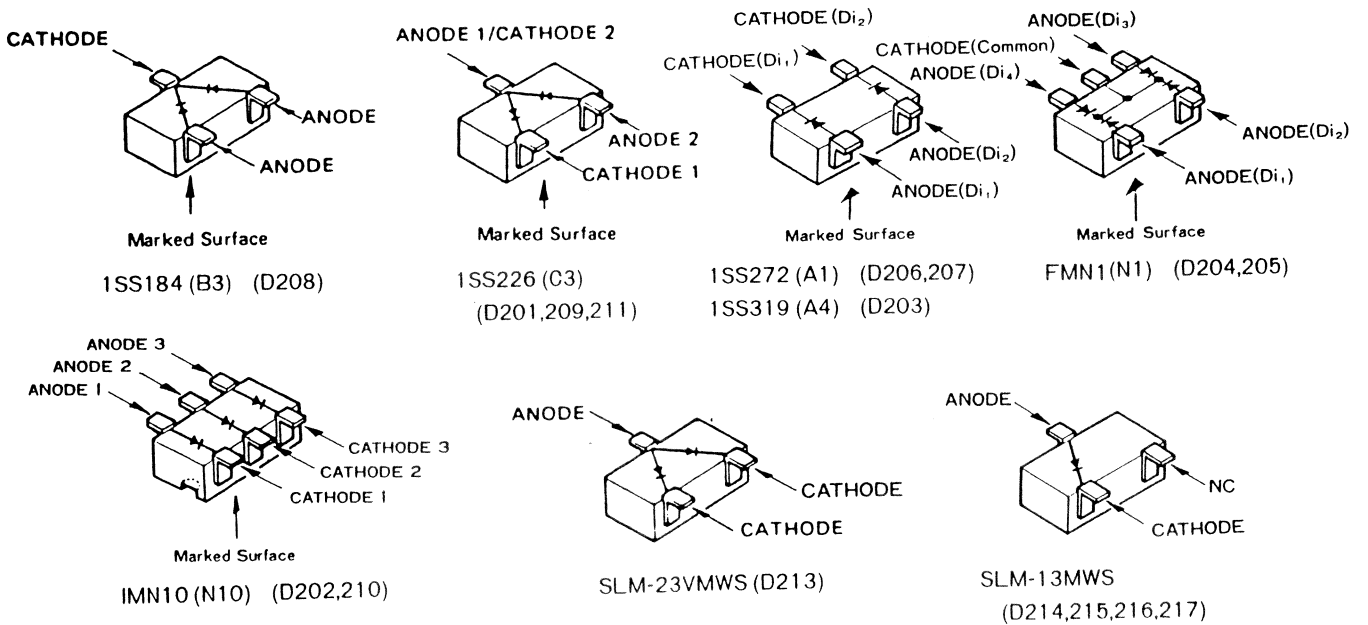 CATHODE
ANODE
ANODE
Marked Surface
1SS184 (B3) (D208)
ANODE 1/CATHODE 2
ANODE 2
CATHODE 1
Marked Surface
1SS226 (C3)
(D201,209,211)
CATHODE(Di₂)
CATHODE(Di₁)
ANODE(Di₂)
ANODE(Di₁)
Marked Surface
1SS272 (A1) (D206,207)
1SS319 (A4) (D203)
ANODE(Di₃)
CATHODE(Common)
ANODE(Di₄)
ANODE(Di₂)
ANODE(Di₁)
Marked Surface
FMN1(N1) (D204,205)
ANODE 3
ANODE 2
ANODE 1
CATHODE 3
CATHODE 2
CATHODE 1
Marked Surface
IMN10 (N10) (D202,210)
ANODE
CATHODE
CATHODE
SLM-23VMWS (D213)
ANODE
NC
CATHODE
SLM-13MWS
(D214,215,216,217)